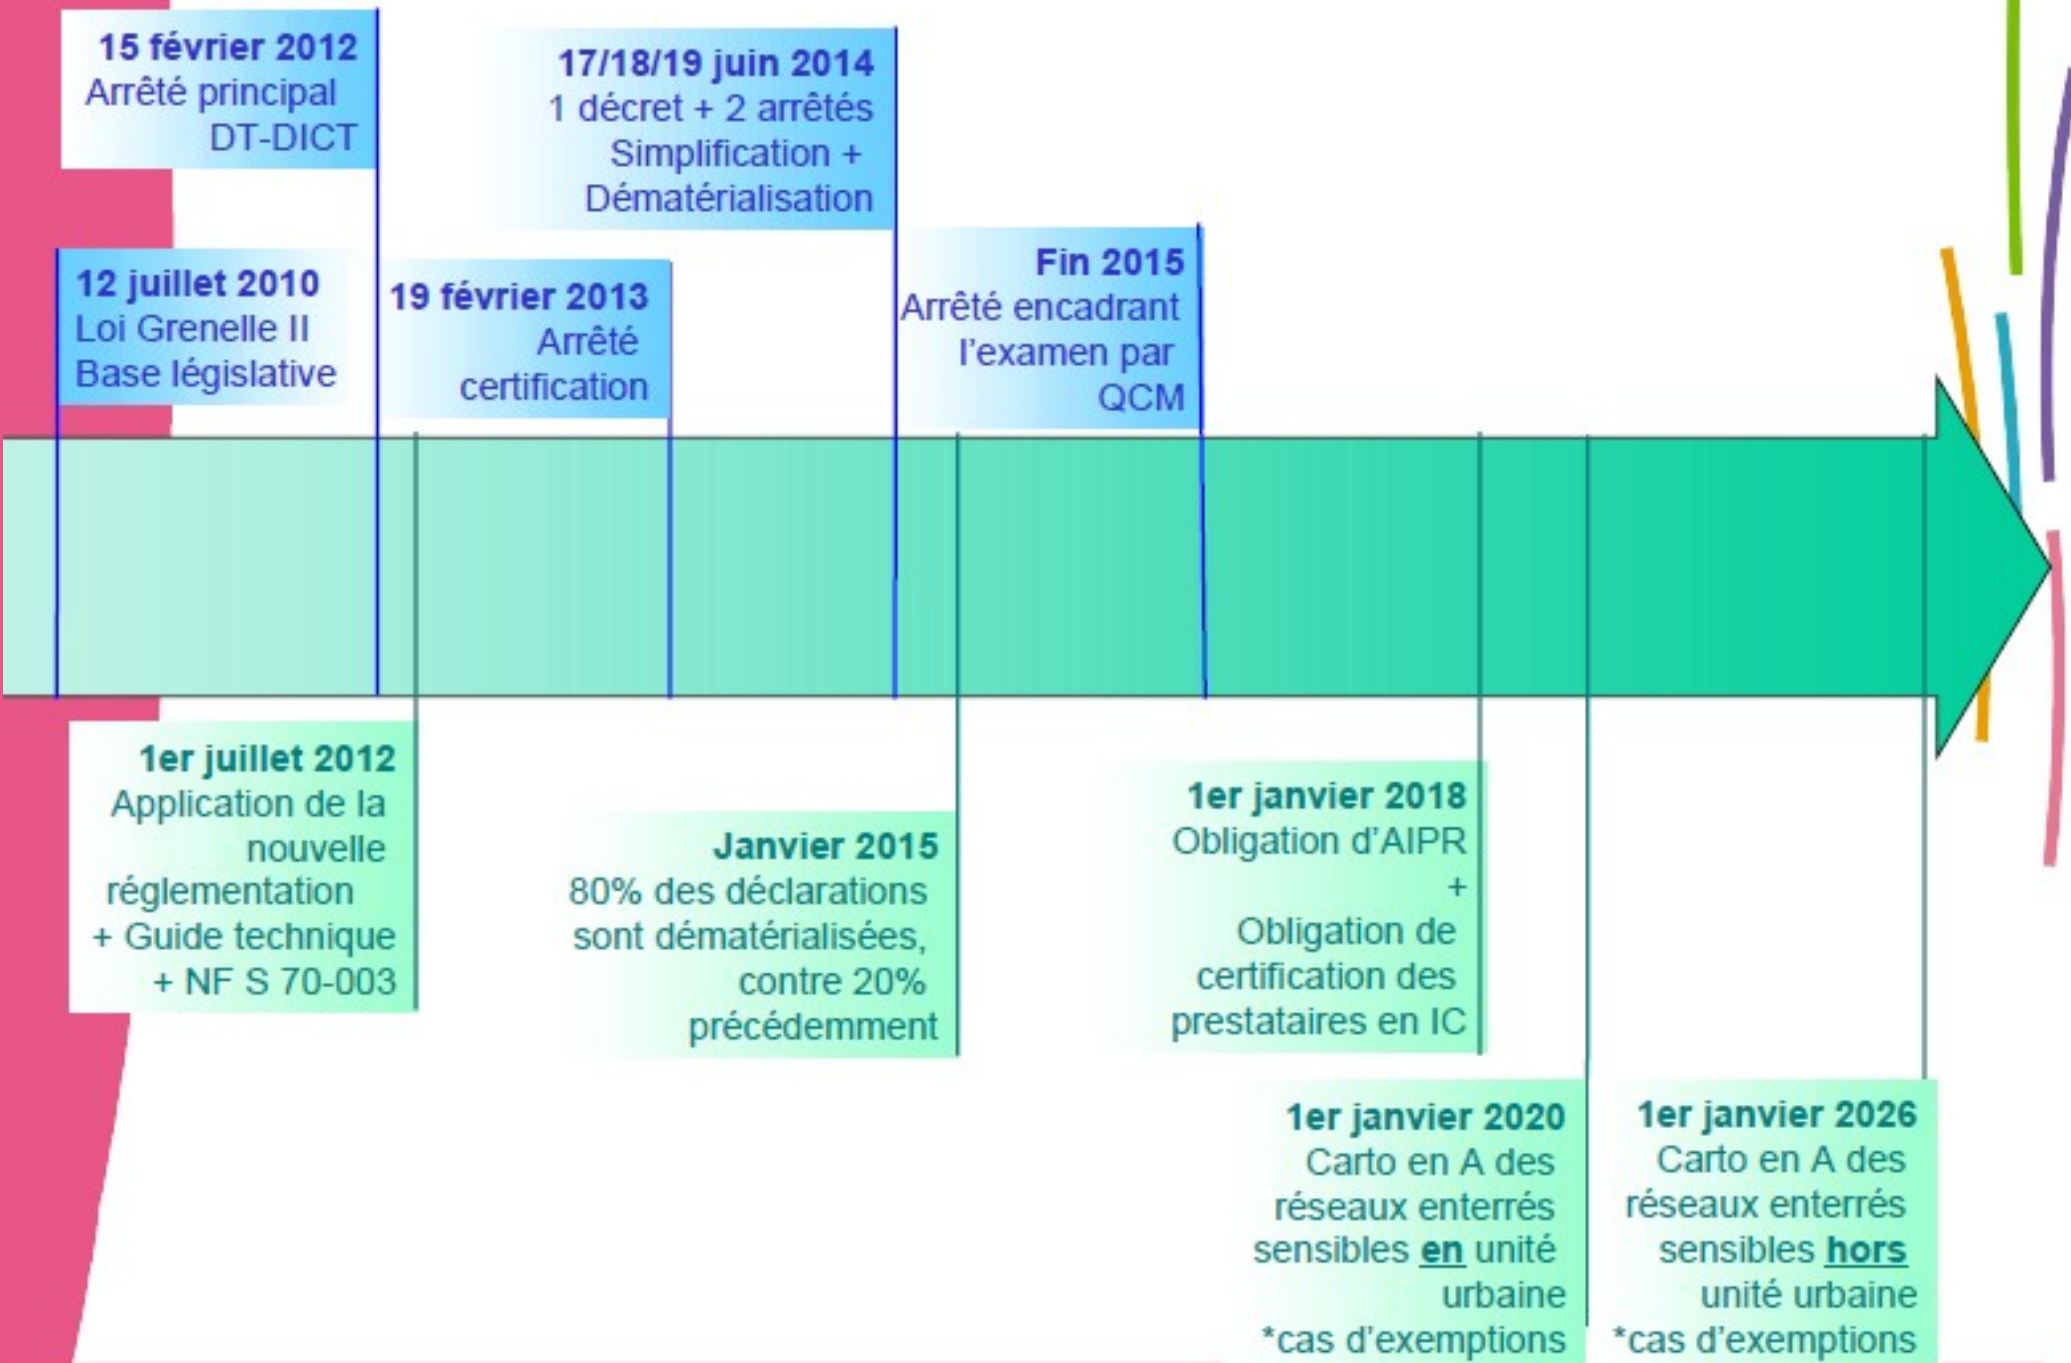 15 février 2012
Arrêté principal
DT-DICT
17/18/19 juin 2014
1 décret + 2 arrêtés
Simplification +
Dématérialisation
12 juillet 2010
Loi Grenelle II
Base législative
19 février 2013
Arrêté
certification
Fin 2015
Arrêté encadrant
l'examen par
QCM
1er juillet 2012
Application de la
nouvelle
réglementation
+ Guide technique
+ NF S 70-003
Janvier 2015
80% des déclarations
sont dématérialisées,
contre 20%
précédemment
1er janvier 2018
Obligation d'AIPR
+
Obligation de
certification des
prestataires en IC
1er janvier 2020
Carto en A des
réseaux enterrés
sensibles en unité
urbaine
*cas d'exemptions
1er janvier 2026
Carto en A des
réseaux enterrés
sensibles hors
unité urbaine
*cas d'exemptions